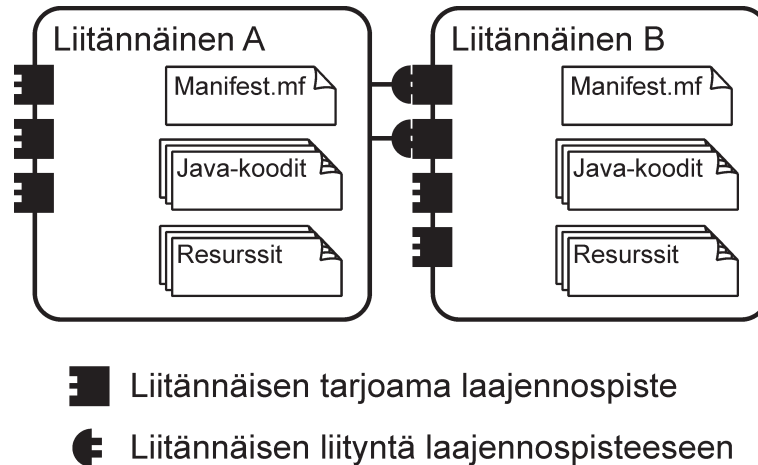 Liitännäinen A
Manifest.mf
Java-koodit
Resurssit
Liitännäinen B
Manifest.mf
Java-koodit
Resurssit
Liitännäisen tarjoama laajennospiste
Liitännäisen liityntä laajennospisteeseen